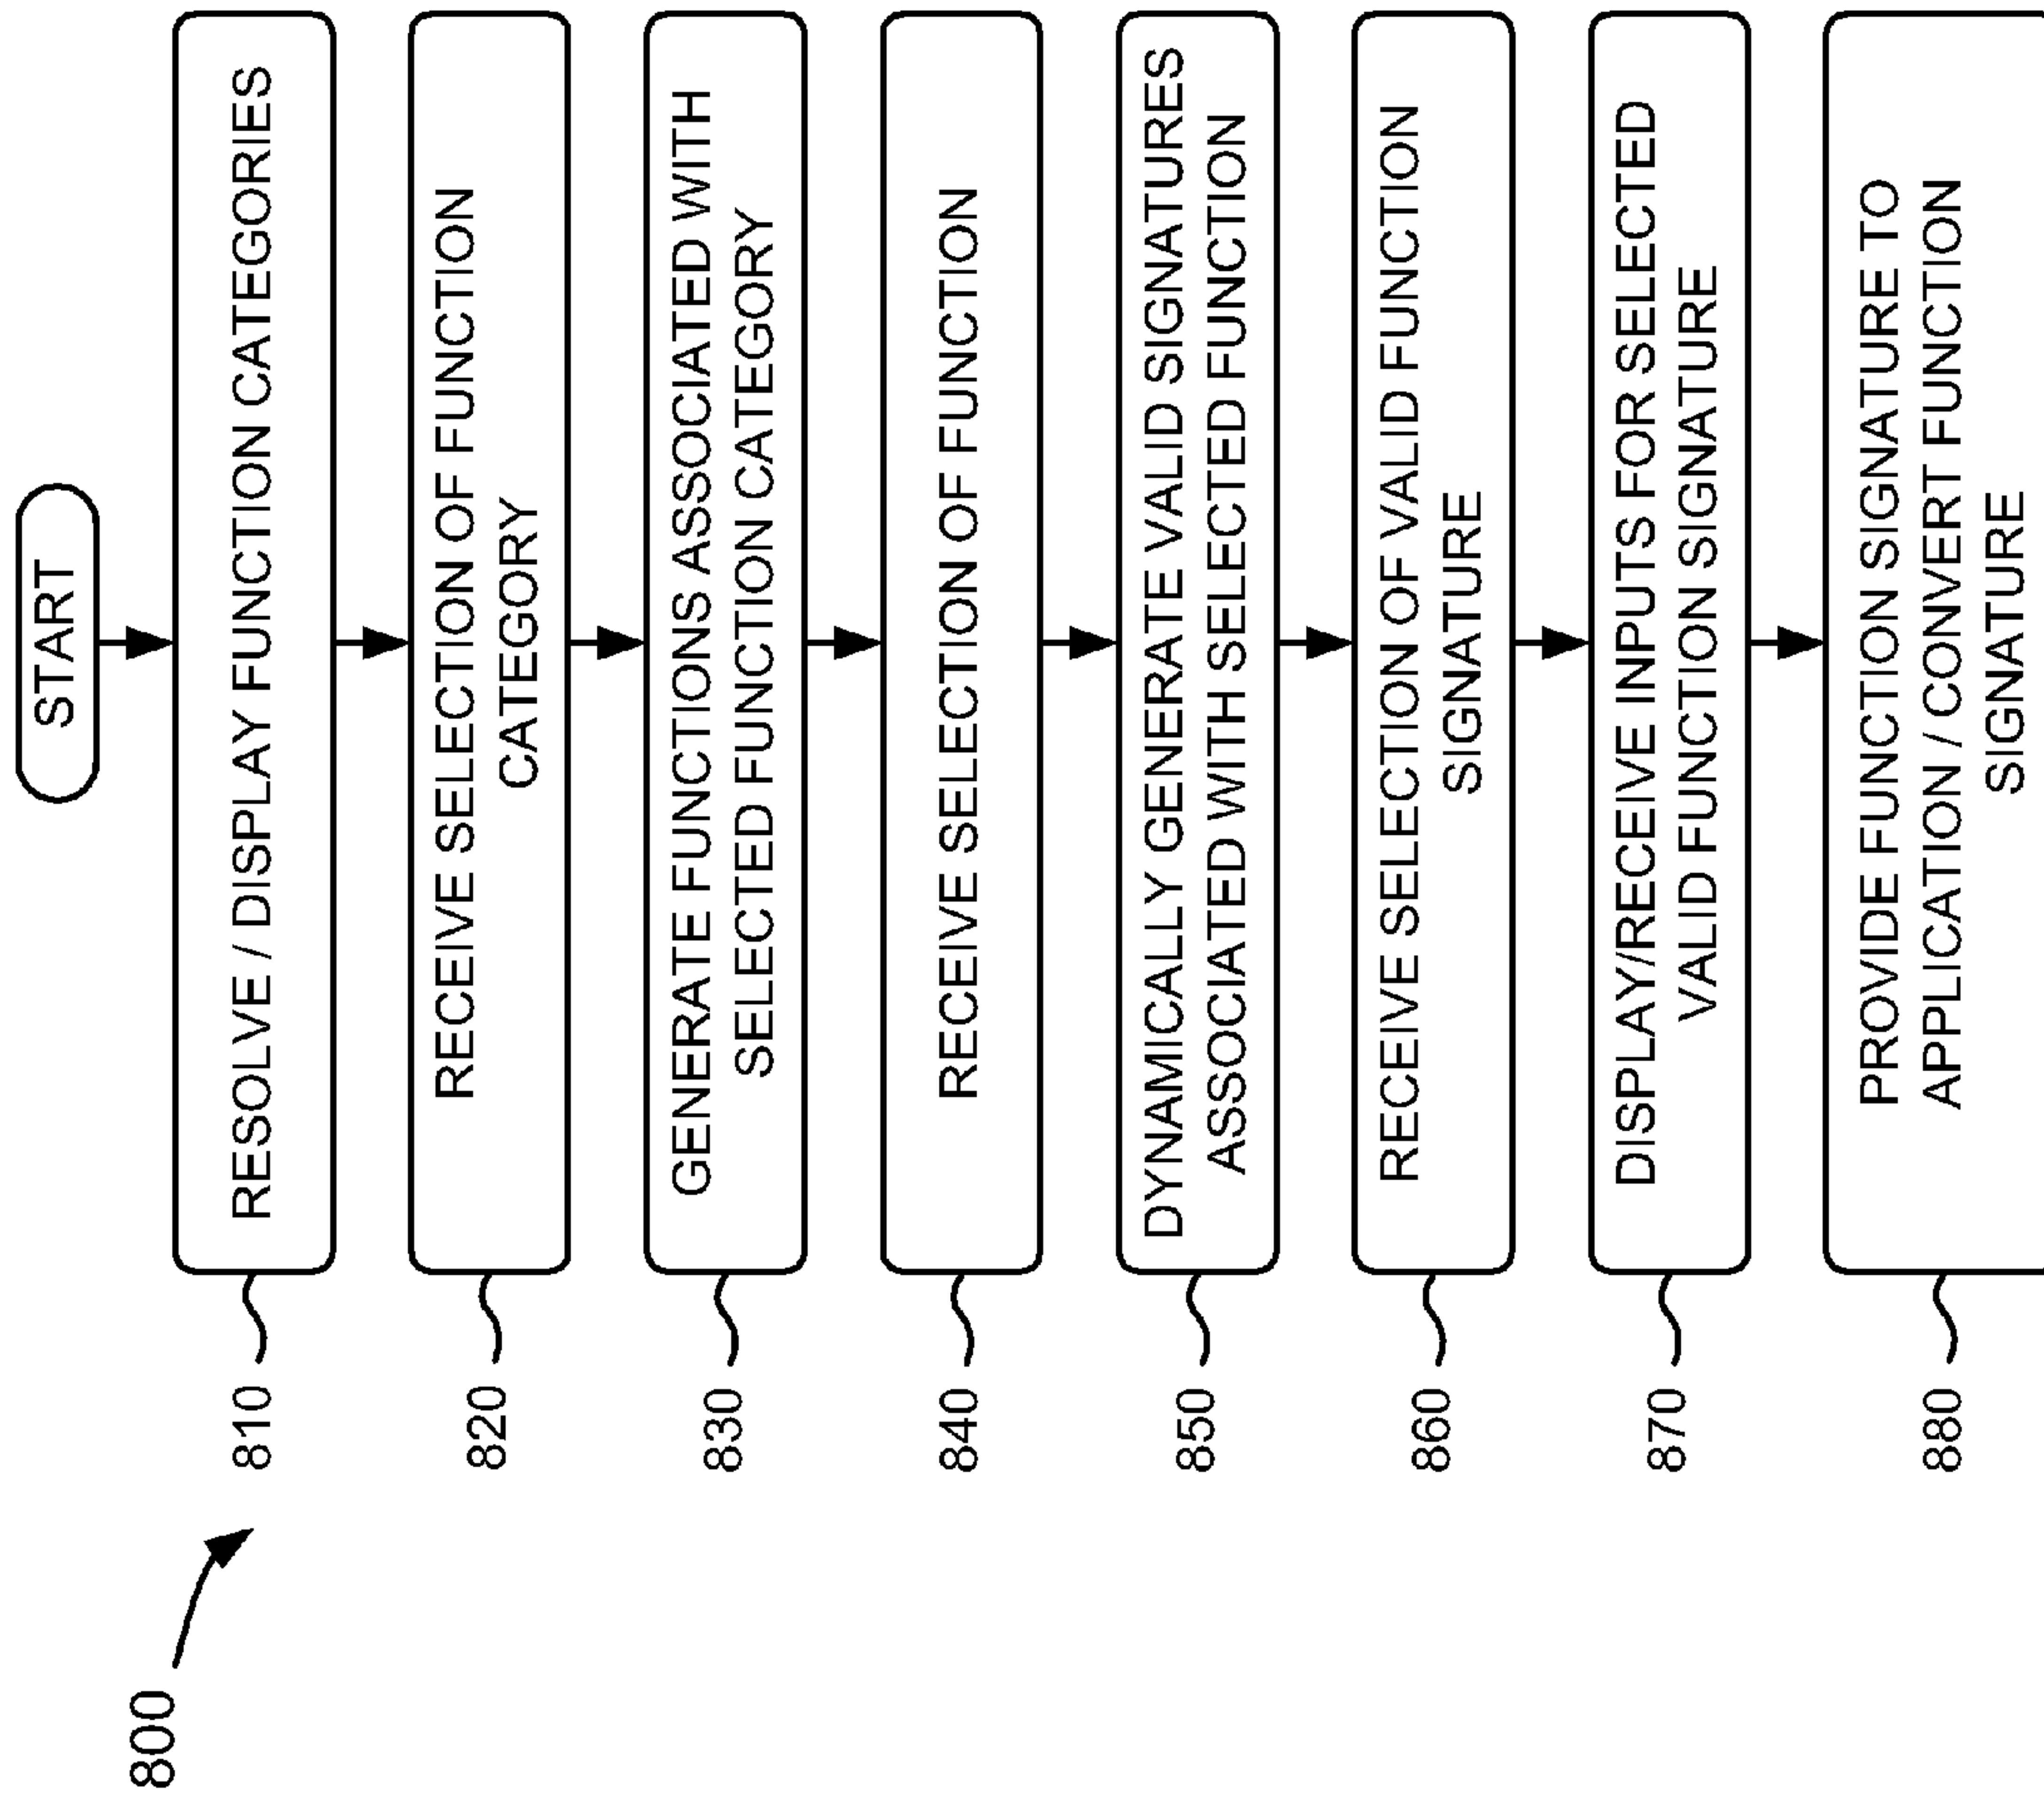 800
START
810
RESOLVE / DISPLAY FUNCTION CATEGORIES
820
RECEIVE SELECTION OF FUNCTION
CATEGORY
830
GENERATE FUNCTIONS ASSOCIATED WITH
SELECTED FUNCTION CATEGORY
840
RECEIVE SELECTION OF FUNCTION
850
DYNAMICALLY GENERATE VALID SIGNATURES
ASSOCIATED WITH SELECTED FUNCTION
860
RECEIVE SELECTION OF VALID FUNCTION
SIGNATURE
870
DISPLAY/RECEIVE INPUTS FOR SELECTED
VALID FUNCTION SIGNATURE
880
PROVIDE FUNCTION SIGNATURE TO
APPLICATION / CONVERT FUNCTION
SIGNATURE